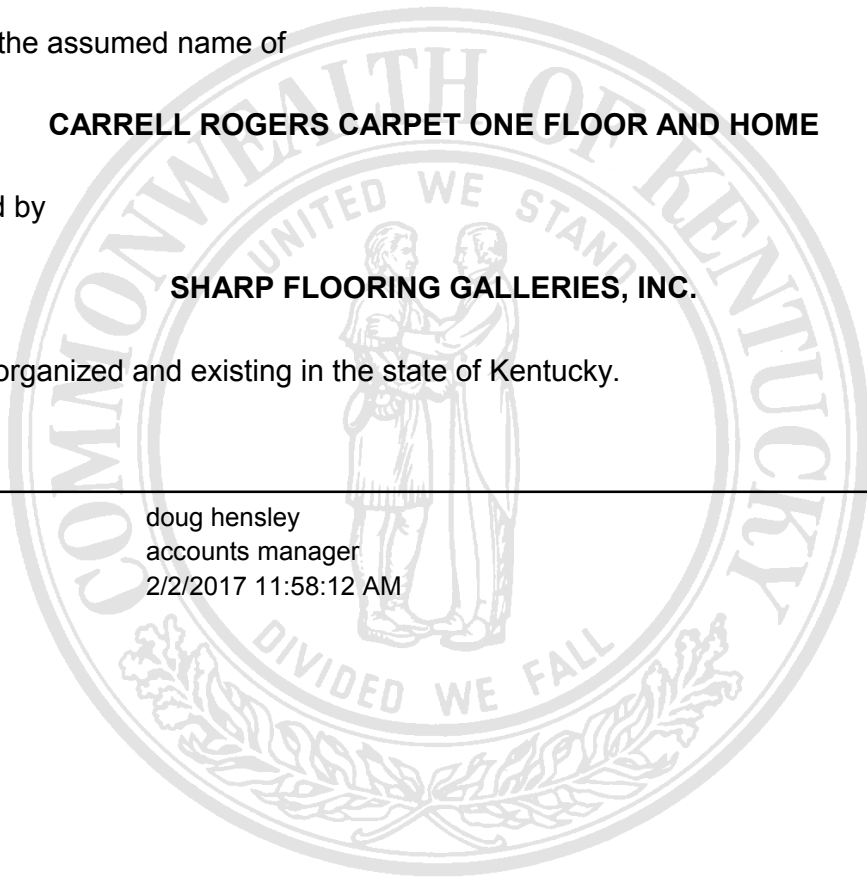 the assumed name of
CARRELL ROGERS CARPET ONE FLOOR AND HOME
d by
SHARP FLOORING GALLERIES, INC.
organized and existing in the state of Kentucky.
doug hensley
accounts manager
2/2/2017 11:58:12 AM
COMMONWEALTH OF KENTUCKY
UNITED WE STAND
DIVIDED WE FALL